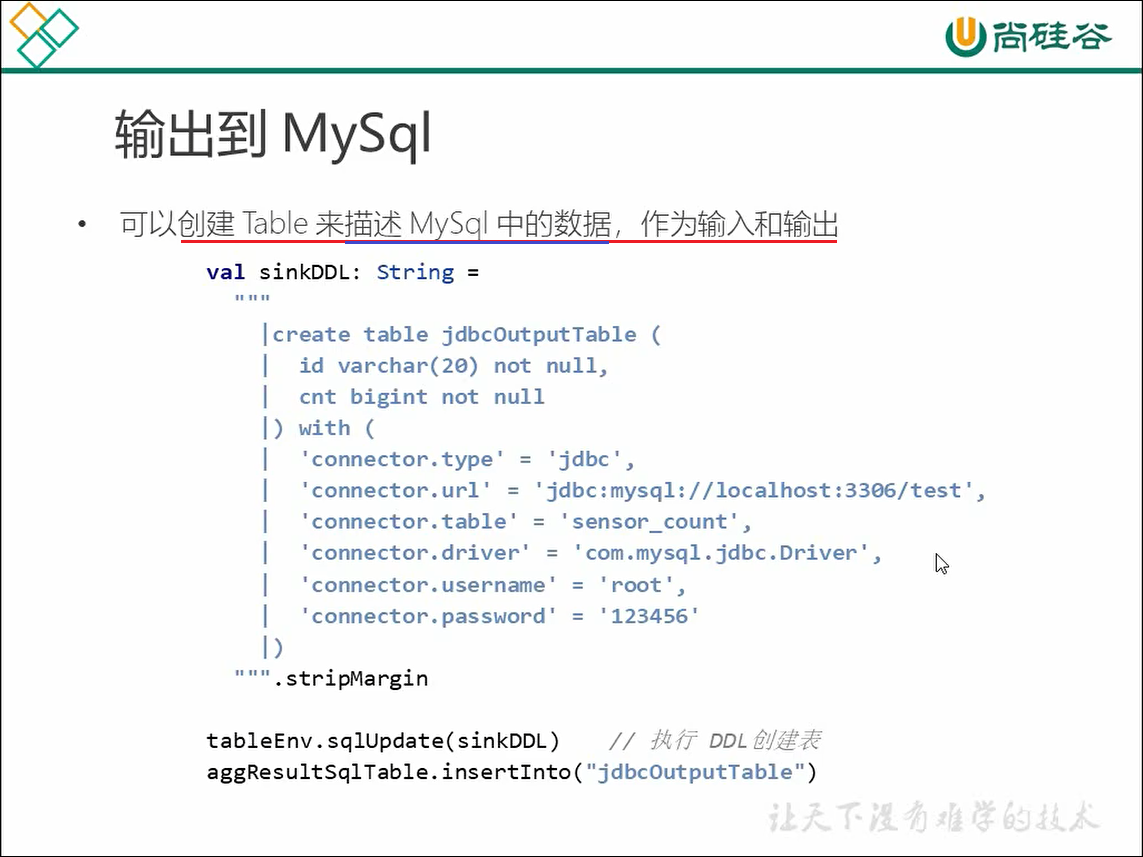 尚硅谷
输出到 MySql
• 可以创建 Table 来描述 MySql 中的数据，作为输入和输出
val sinkDDL: String =
"""
|create table jdbcOutputTable (
|  id varchar(20) not null,
|  cnt bigint not null
|) with (
|  'connector.type' = 'jdbc',
|  'connector.url' = 'jdbc:mysql://localhost:3306/test',
|  'connector.table' = 'sensor_count',
|  'connector.driver' = 'com.mysql.jdbc.Driver',
|  'connector.username' = 'root',
|  'connector.password' = '123456'
|)
""".stripMargin
tableEnv.sqlUpdate(sinkDDL) // 执行 DDL创建表
aggResultSqlTable.insertInto("jdbcOutputTable")
让天下没有难学的技术